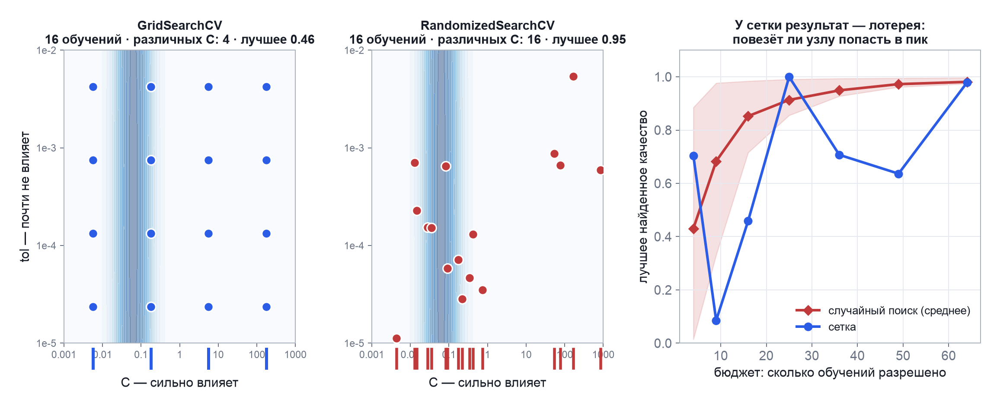 GridSearchCV
16 обучений · различных C: 4 · лучшее 0.46
1e-2
1e-3
1e-4
1e-5
tol — почти не влияет
0.001
0.01
0.1
1
10
100
1000
C — сильно влияет
RandomizedSearchCV
16 обучений · различных C: 16 · лучшее 0.95
1e-2
1e-3
1e-4
1e-5
0.001
0.01
0.1
1
10
100
1000
C — сильно влияет
У сетки результат — лотерея:
повезёт ли узлу попасть в пик
лучшее найденное качество
1.0
0.8
0.6
0.4
0.2
0.0
10
20
30
40
50
60
бюджет: сколько обучений разрешено
случайный поиск (среднее)
сетка